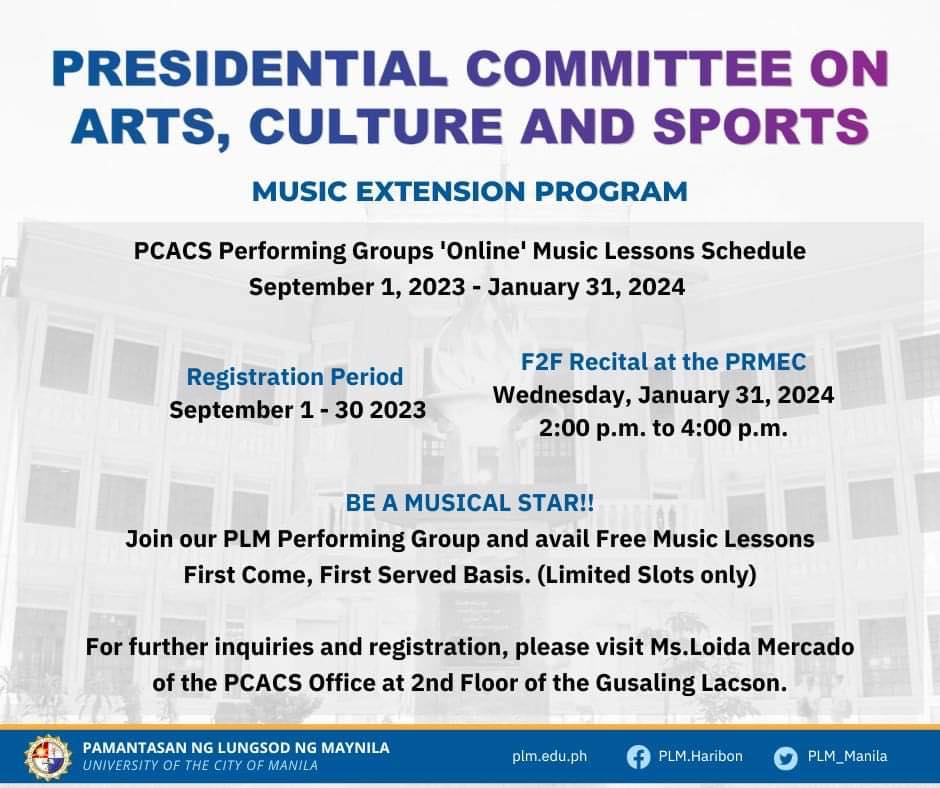 PRESIDENTIAL COMMITTEE ON
ARTS, CULTURE AND SPORTS
MUSIC EXTENSION PROGRAM
PCACS Performing Groups 'Online' Music Lessons Schedule
September 1, 2023 - January 31, 2024
Registration Period
September 1 - 30 2023
F2F Recital at the PRMEC
Wednesday, January 31, 2024
2:00 p.m. to 4:00 p.m.
BE A MUSICAL STAR!!
Join our PLM Performing Group and avail Free Music Lessons
First Come, First Served Basis. (Limited Slots only)
For further inquiries and registration, please visit Ms.Loida Mercado
of the PCACS Office at 2nd Floor of the Gusaling Lacson.
PAMANTASAN NG LUNGSOD NG MAYNILA
UNIVERSITY OF THE CITY OF MANILA
plm.edu.ph
PLM.Haribon
PLM_Manila